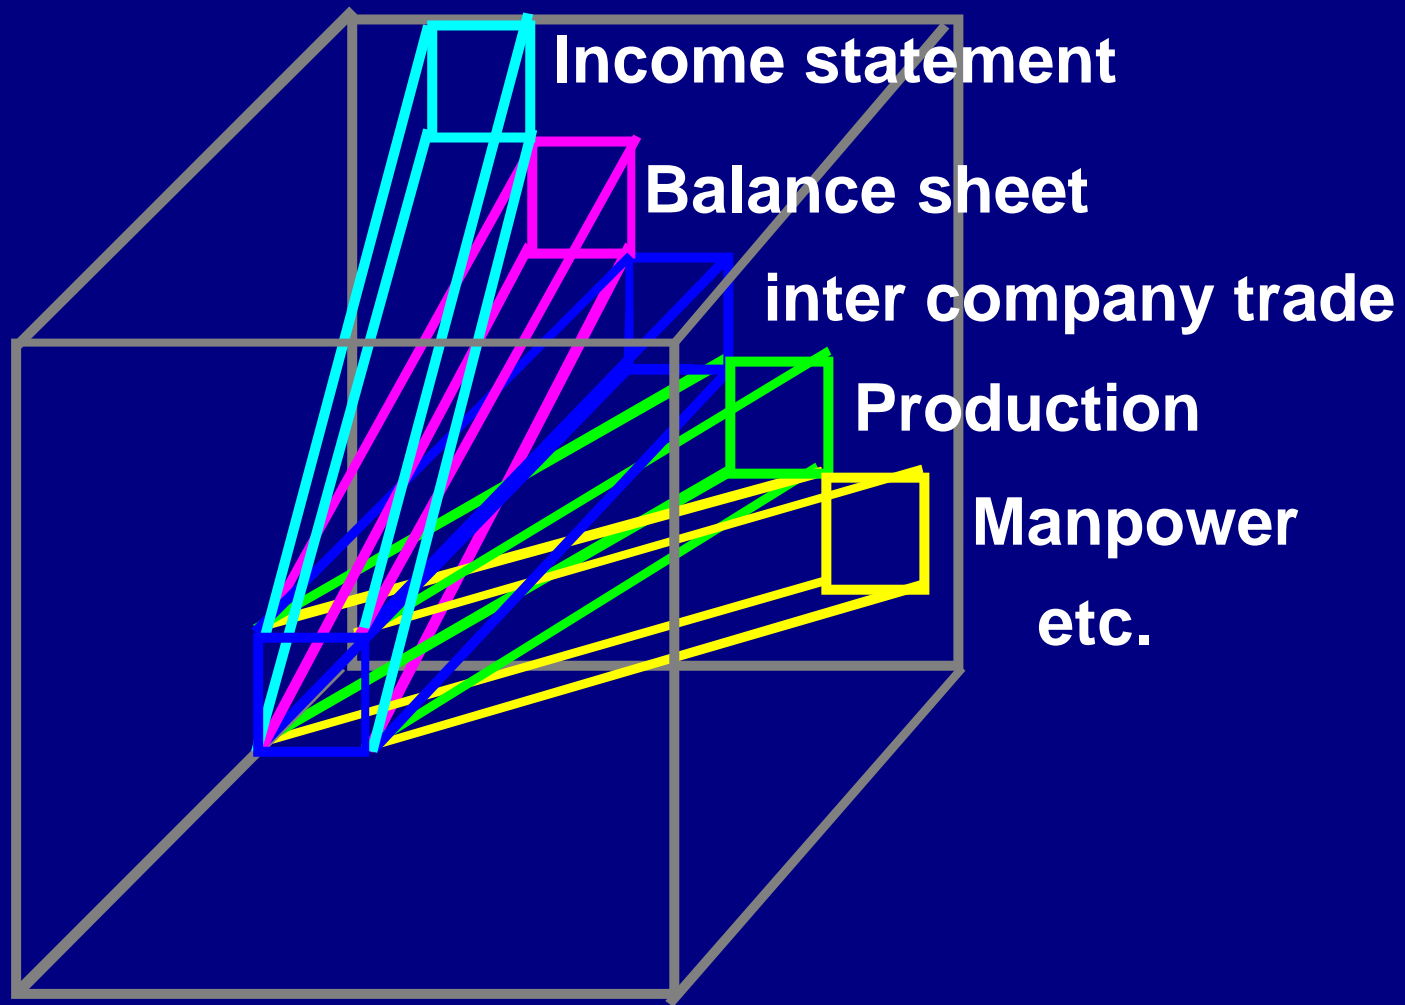 Income statement
Balance sheet
inter company trade
Production
Manpower
etc.